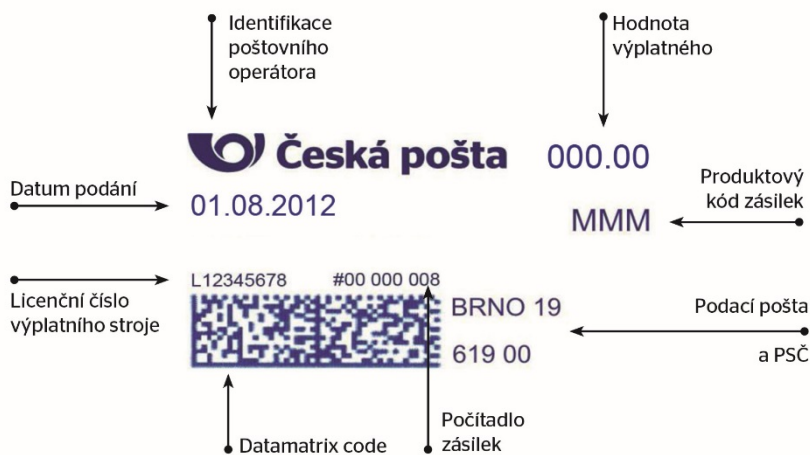 Identifikace
poštovního
operátora
Hodnota
výplatného
Česká pošta
000.00
Datum podání
01.08.2012
Produktový
kód zásilek
MMM
Licenční číslo
výplatního stroje
L12345678
#00 000 008
BRNO 19
619 00
Podací pošta
a PSČ
Datamatrix code
Počítadlo
zásilek